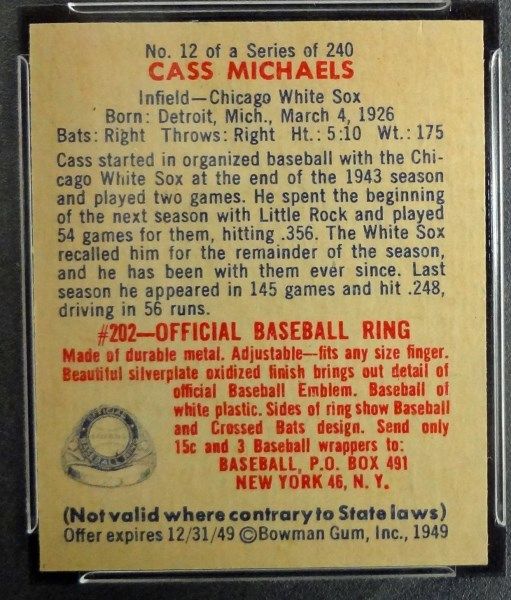 No. 12 of a Series of 240
CASS MICHAELS
Infield—Chicago White Sox
Born: Detroit, Mich., March 4, 1926
Bats: Right Throws: Right Ht.: 5:10 Wt.: 175
Cass started in organized baseball with the Chi-
cago White Sox at the end of the 1943 season
and played two games. He spent the beginning
of the next season with Little Rock and played
54 games for them, hitting .356. The White Sox
recalled him for the remainder of the season,
and he has been with them ever since. Last
season he appeared in 145 games and hit .248,
driving in 56 runs.
#202—OFFICIAL BASEBALL RING
Made of durable metal. Adjustable—fits any size finger.
Beautiful silverplate oxidized finish brings out detail of
official Baseball Emblem. Baseball of
white plastic. Sides of ring show Baseball
and Crossed Bats design. Send only
15c and 3 Baseball wrappers to:
BASEBALL, P.O. BOX 491
NEW YORK 46, N. Y.
OFFICIAL
BASEBALL RING
(Not valid where contrary to State laws)
Offer expires 12/31/49 ©Bowman Gum, Inc., 1949